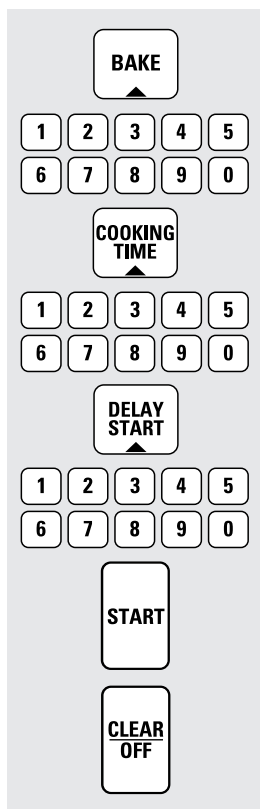 BAKE
1 2 3 4 5
6 7 8 9 0
COOKING
TIME
1 2 3 4 5
6 7 8 9 0
DELAY
START
1 2 3 4 5
6 7 8 9 0
START
CLEAR
OFF